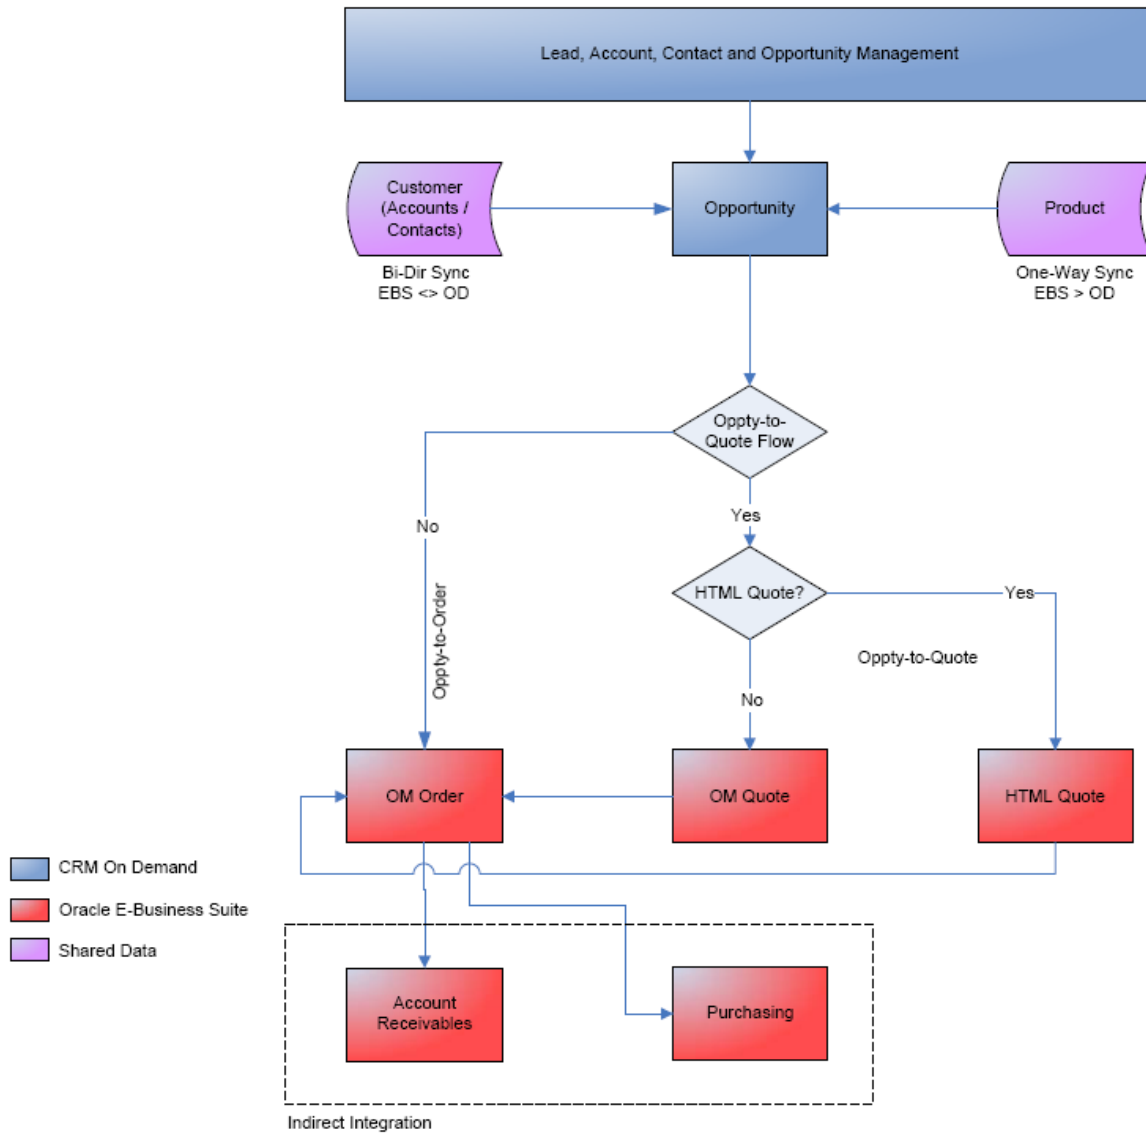 Lead, Account, Contact and Opportunity Management
Customer
(Accounts /
Contacts)
Opportunity
Product
Bi-Dir Sync
EBS <> OD
One-Way Sync
EBS > OD
Oppty-to-
Quote Flow
No
Yes
Oppty-to-Order
HTML Quote?
Yes
Oppty-to-Quote
No
OM Order
OM Quote
HTML Quote
CRM On Demand
Oracle E-Business Suite
Shared Data
Account
Receivables
Purchasing
Indirect Integration